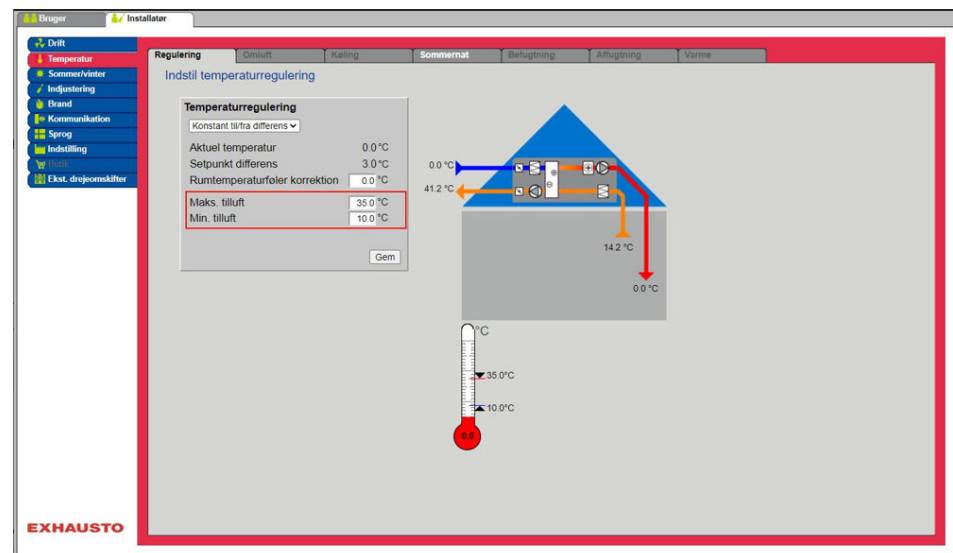 Bruger
Installatør
Drift
Temperatur
Sommer/vinter
Indjustering
Brand
Kommunikation
Sprog
Indstilling
Butik
Ekst. drejeomskifter
Regulering
Omluft
Køling
Sommernat
Befugtning
Affugtning
Varme
Indstil temperaturregulering
Temperaturregulering
Konstant til/fra differens
Aktuel temperatur 0.0 °C
Setpunkt differens 3.0 °C
Rumtemperaturføler korrektion 0.0 °C
Maks. tilluft 35.0 °C
Min. tilluft 10.0 °C
Gem
0.0 °C
41.2 °C
14.2 °C
0.0 °C
°C
35.0°C
10.0°C
0.0
EXHAUSTO